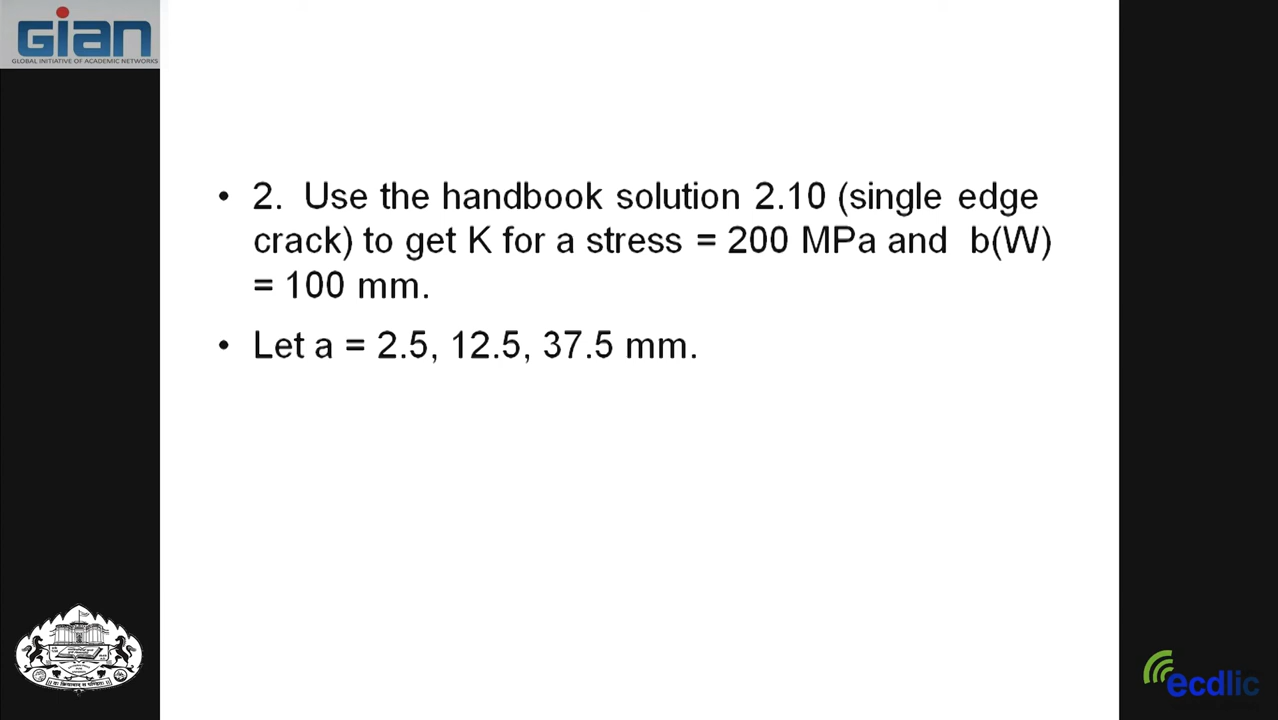 Gian
GLOBAL INITIATIVE OF ACADEMIC NETWORKS
• 2. Use the handbook solution 2.10 (single edge
crack) to get K for a stress = 200 MPa and b(W)
= 100 mm.
• Let a = 2.5, 12.5, 37.5 mm.
ecdlic